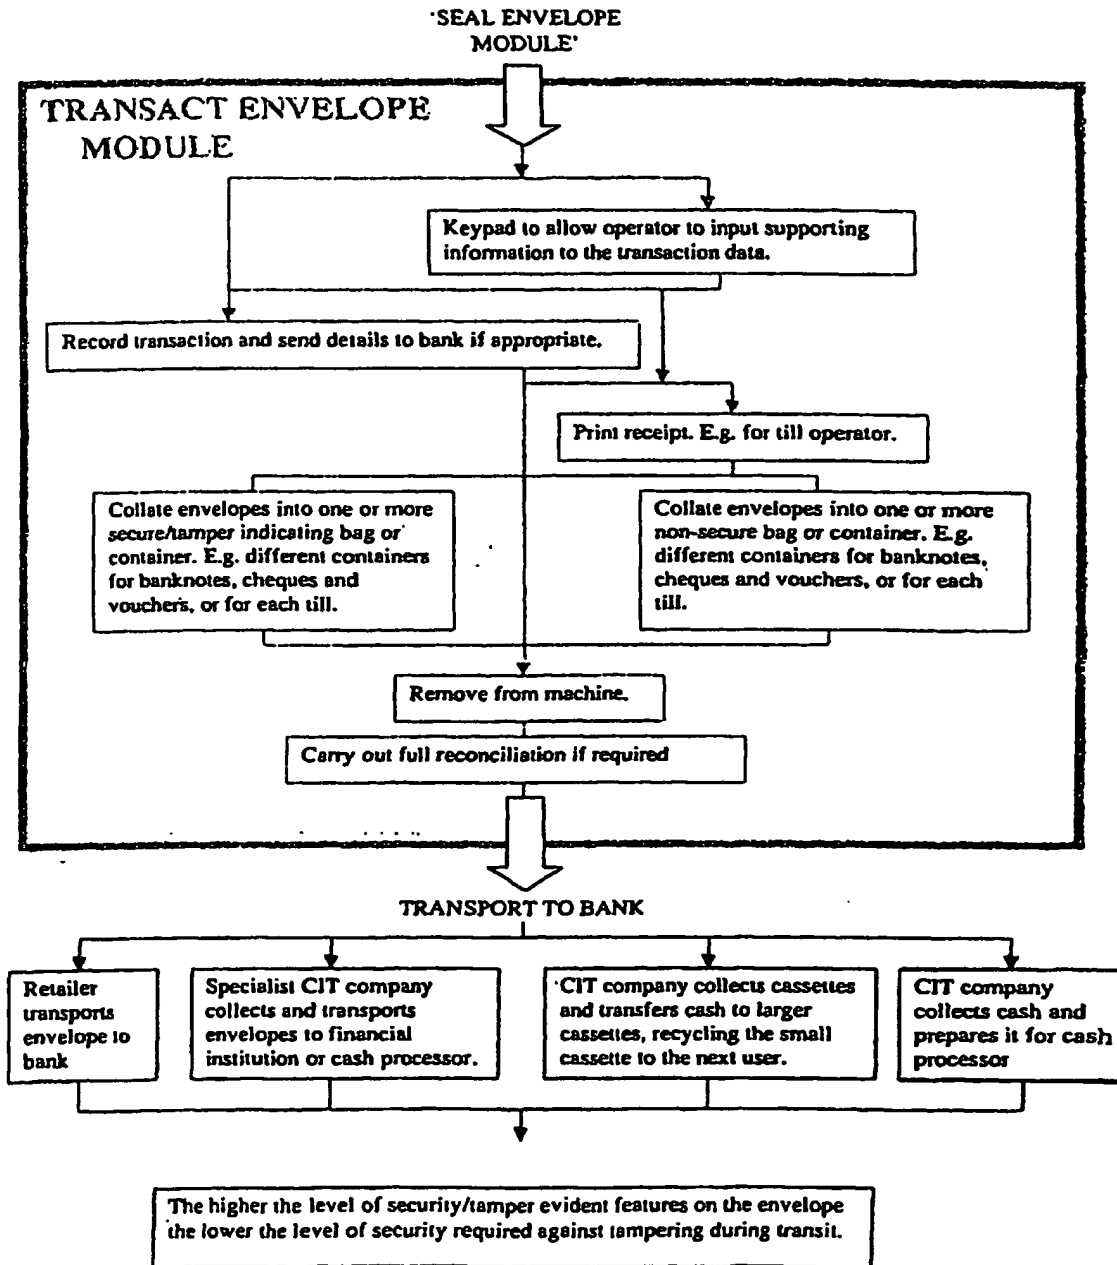 'SEAL ENVELOPE
MODULE'
TRANSACT ENVELOPE
MODULE
Keypad to allow operator to input supporting
information to the transaction data.
Record transaction and send details to bank if appropriate.
Print receipt. E.g. for till operator.
Collate envelopes into one or more
secure/tamper indicating bag or
container. E.g. different containers
for banknotes, cheques and
vouchers, or for each till.
Collate envelopes into one or more
non-secure bag or container. E.g.
different containers for banknotes,
cheques and vouchers, or for each
till.
Remove from machine.
Carry out full reconciliation if required
TRANSPORT TO BANK
Retailer
transports
envelope to
bank
Specialist CIT company
collects and transports
envelopes to financial
institution or cash processor.
CIT company collects cassettes
and transfers cash to larger
cassettes, recycling the small
cassette to the next user.
CIT company
collects cash and
prepares it for cash
processor
The higher the level of security/tamper evident features on the envelope
the lower the level of security required against tampering during transit.